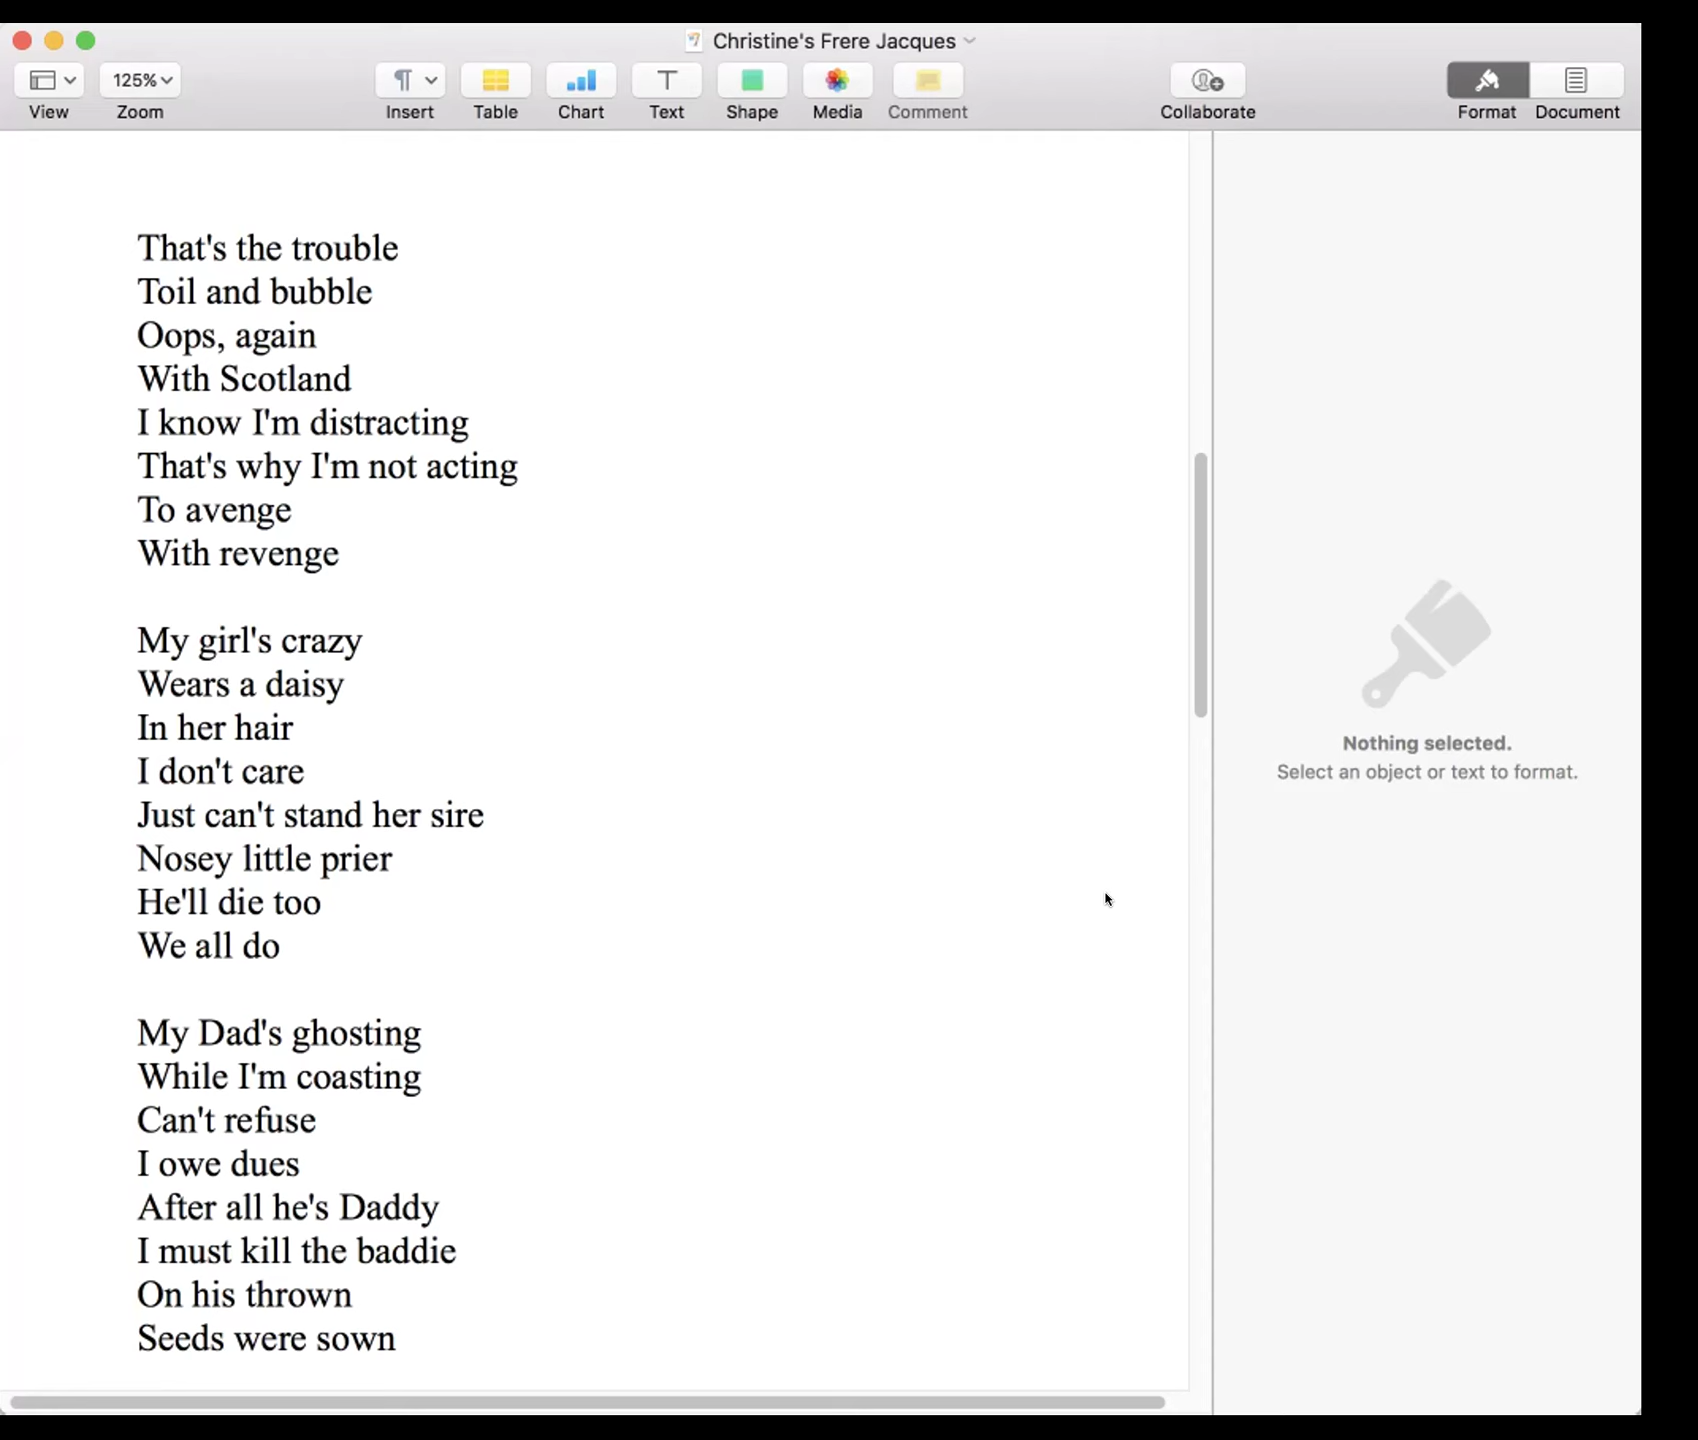 Christine's Frere Jacques
125%
View
Zoom
Insert
Table
Chart
Text
Shape
Media
Comment
Collaborate
Format
Document
That's the trouble
Toil and bubble
Oops, again
With Scotland
I know I'm distracting
That's why I'm not acting
To avenge
With revenge
My girl's crazy
Wears a daisy
In her hair
I don't care
Just can't stand her sire
Nosey little prier
He'll die too
We all do
My Dad's ghosting
While I'm coasting
Can't refuse
I owe dues
After all he's Daddy
I must kill the baddie
On his thrown
Seeds were sown
Nothing selected.
Select an object or text to format.